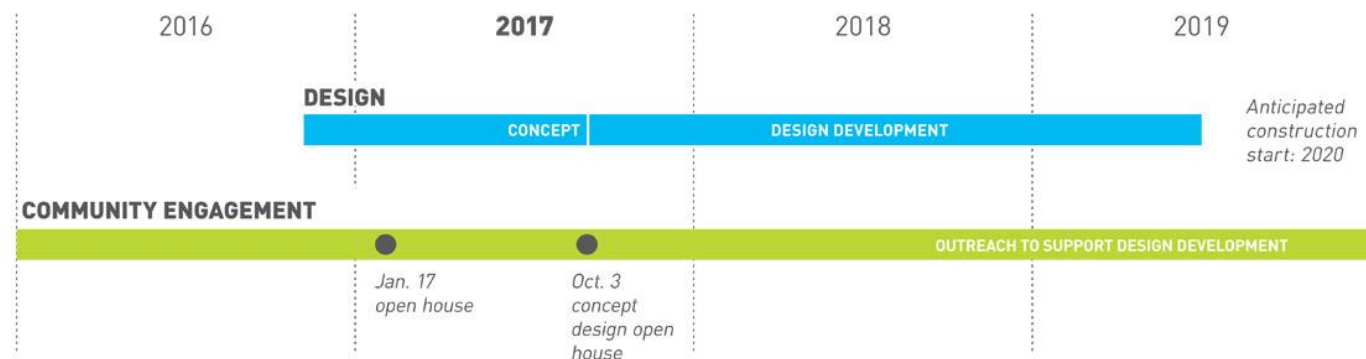 2016 2017 2018 2019
DESIGN
CONCEPT DESIGN DEVELOPMENT
Anticipated
construction
start: 2020
COMMUNITY ENGAGEMENT
OUTREACH TO SUPPORT DESIGN DEVELOPMENT
Jan. 17
open house
Oct. 3
concept
design open
house